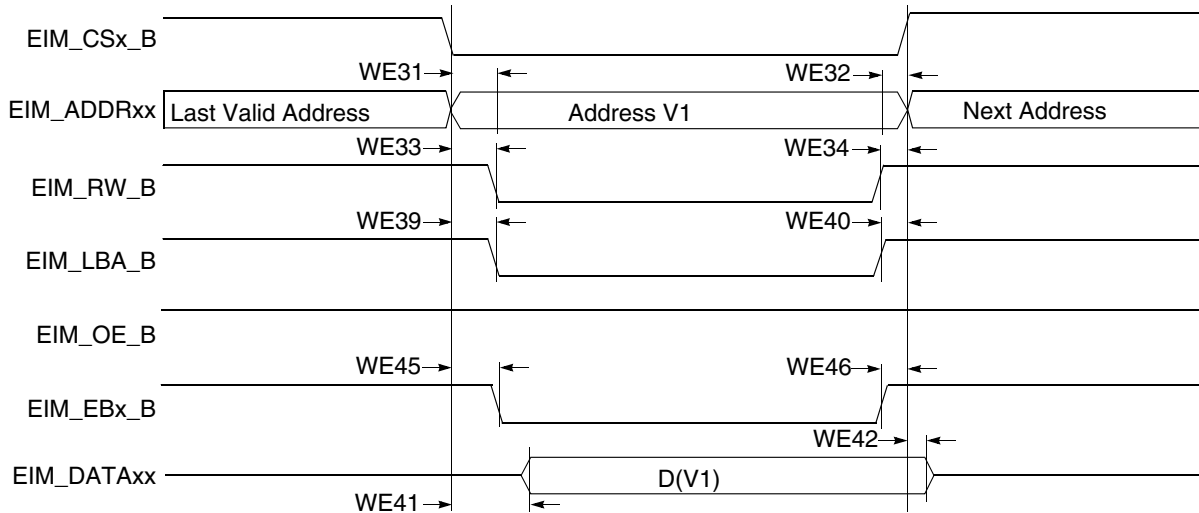 EIM_CSx_B
WE31
WE32
EIM_ADDRxx
Last Valid Address
Address V1
Next Address
WE33
WE34
EIM_RW_B
WE39
WE40
EIM_LBA_B
EIM_OE_B
WE45
WE46
EIM_EBx_B
WE42
EIM_DATAxx
D(V1)
WE41